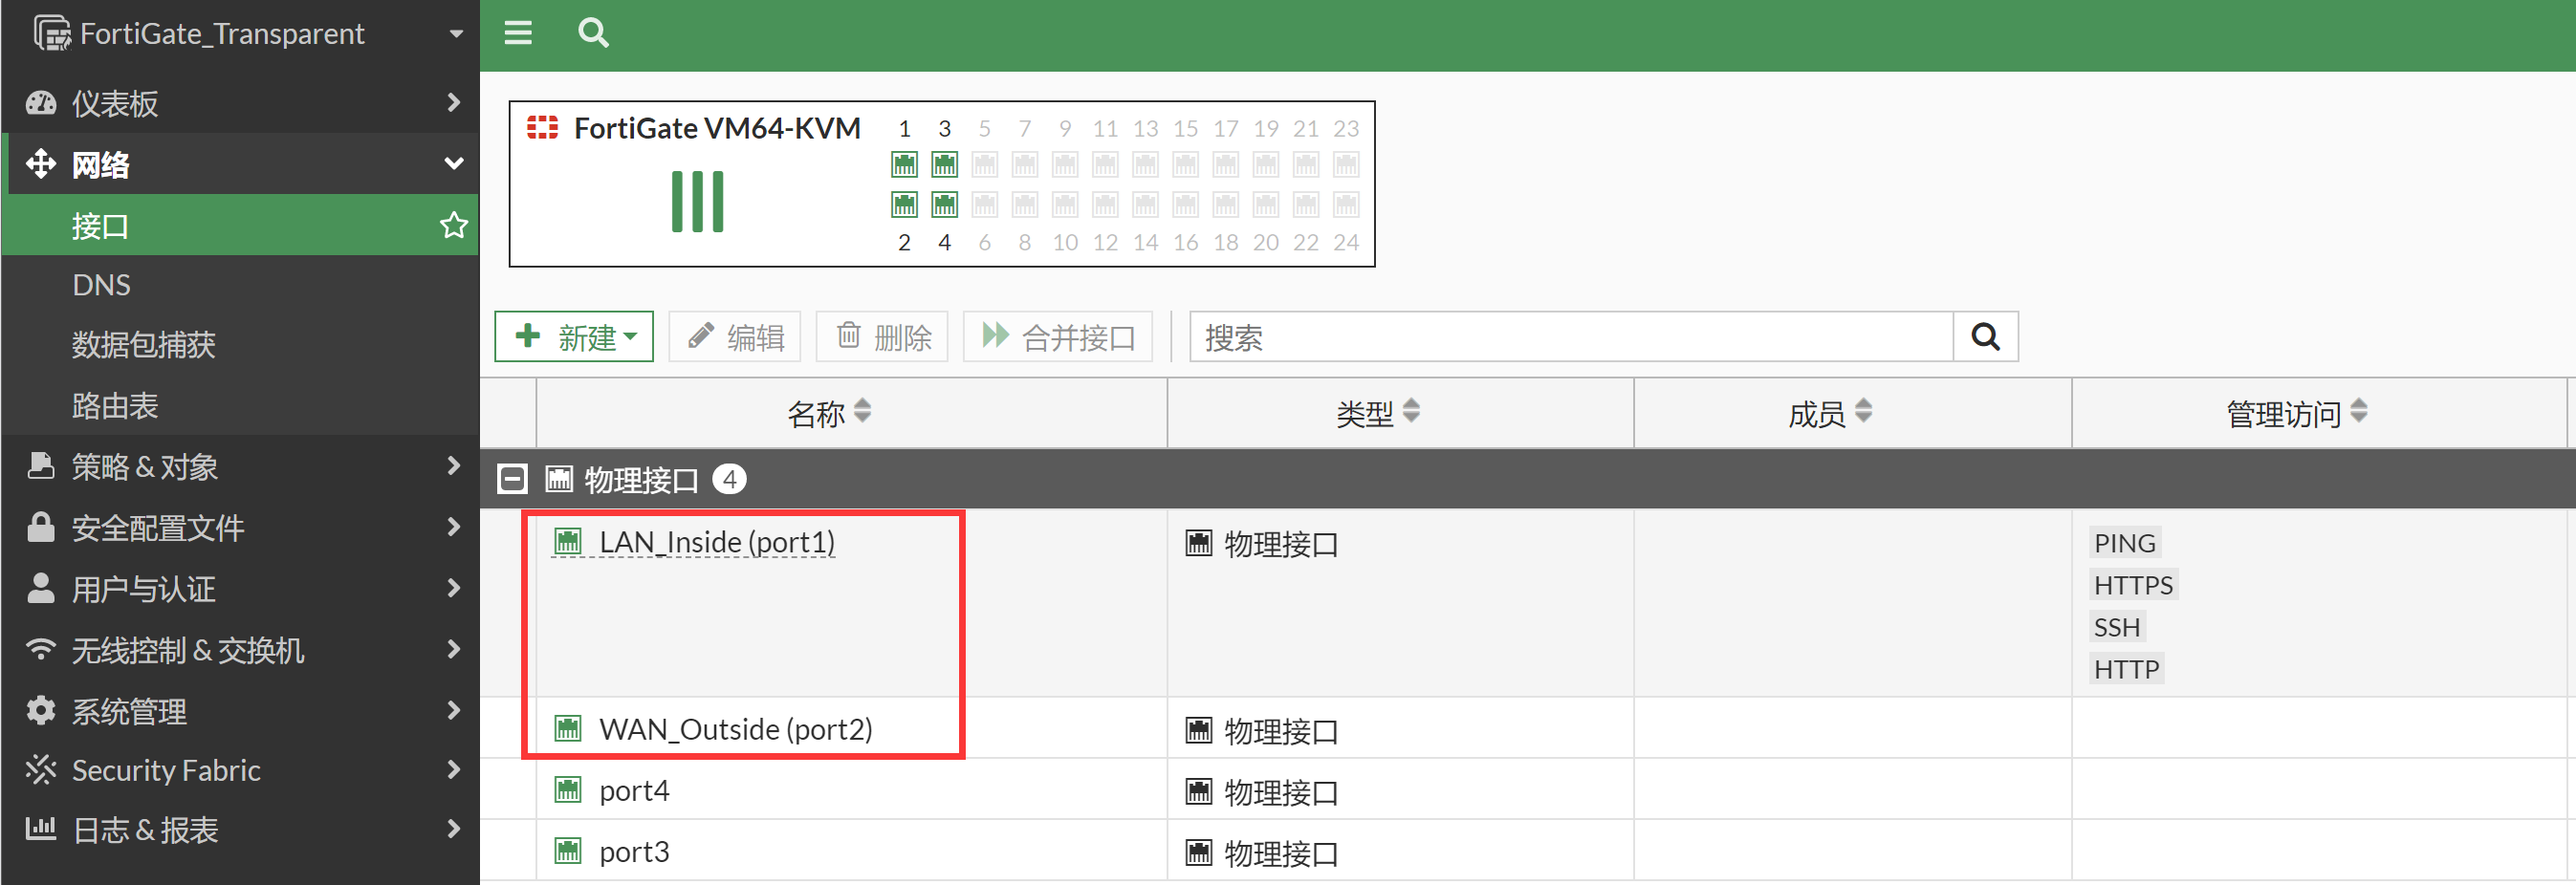 FortiGate_Transparent
仪表板
网络
接口
DNS
数据包捕获
路由表
策略 & 对象
安全配置文件
用户与认证
无线控制 & 交换机
系统管理
Security Fabric
日志 & 报表
FortiGate VM64-KVM
1 3 5 7 9 11 13 15 17 19 21 23
2 4 6 8 10 12 14 16 18 20 22 24
新建 编辑 删除 合并接口 搜索
名称 类型 成员 管理访问
物理接口 4
LAN_Inside (port1) 物理接口 PING
HTTPS
SSH
HTTP
WAN_Outside (port2) 物理接口
port4 物理接口
port3 物理接口